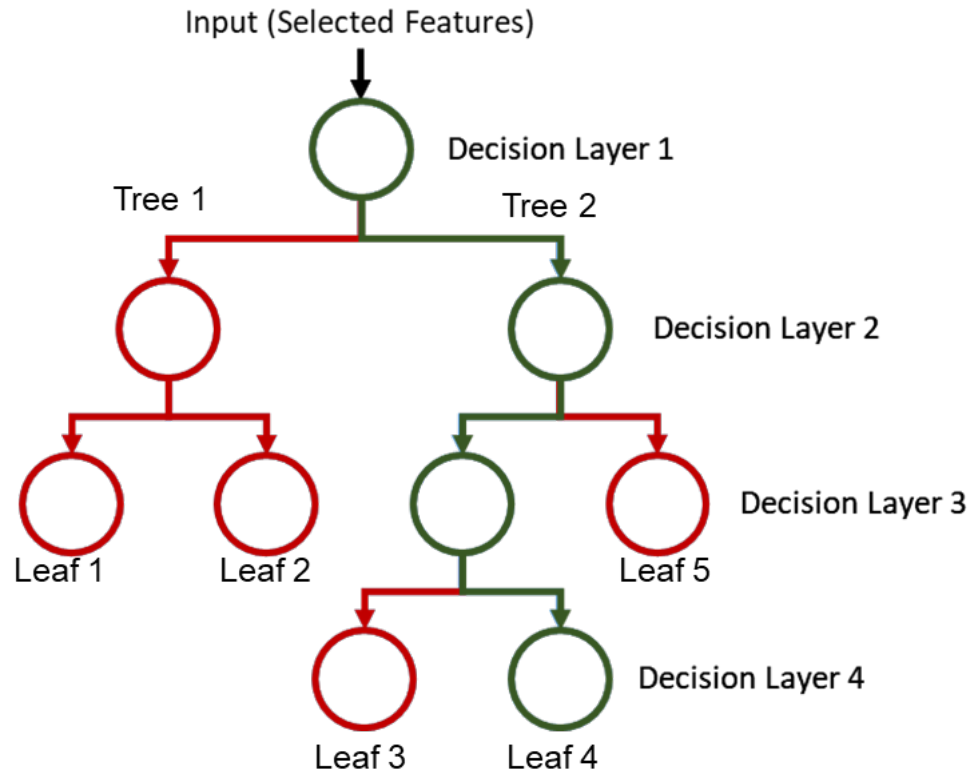 Input (Selected Features)
Decision Layer 1
Tree 1
Tree 2
Decision Layer 2
Decision Layer 3
Leaf 1
Leaf 2
Leaf 5
Decision Layer 4
Leaf 3
Leaf 4